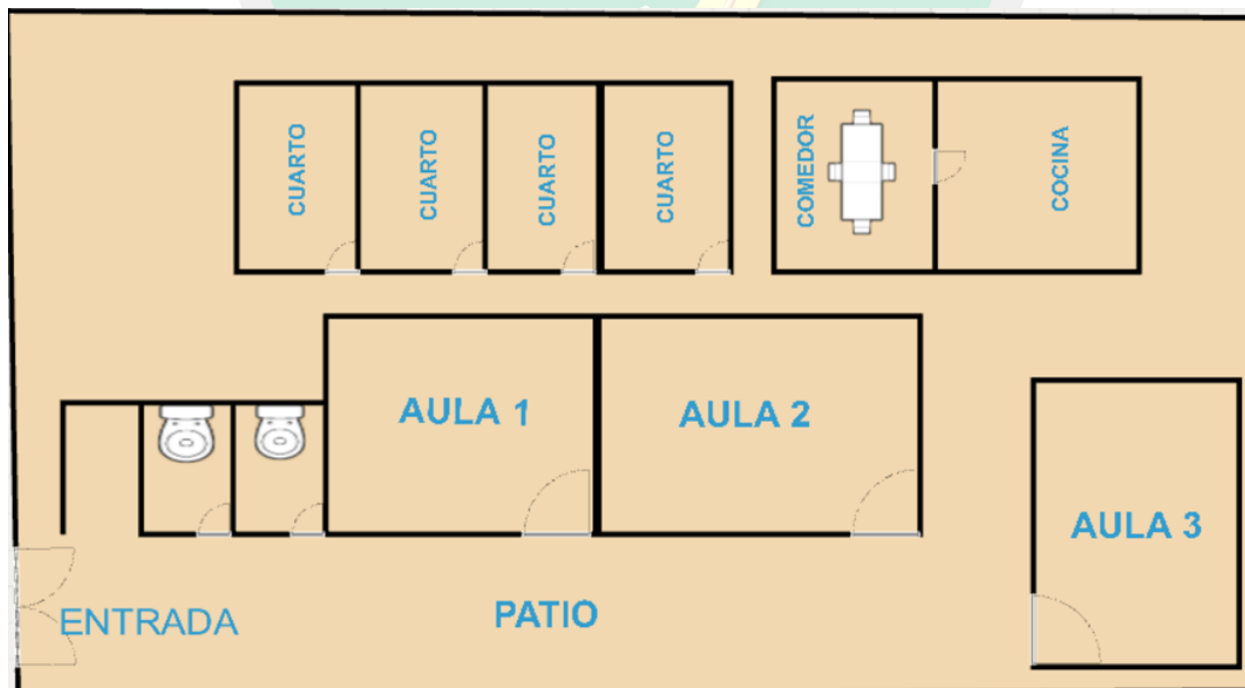 CUARTO
CUARTO
CUARTO
CUARTO
COMEDOR
COCINA
AULA 1
AULA 2
AULA 3
ENTRADA
PATIO